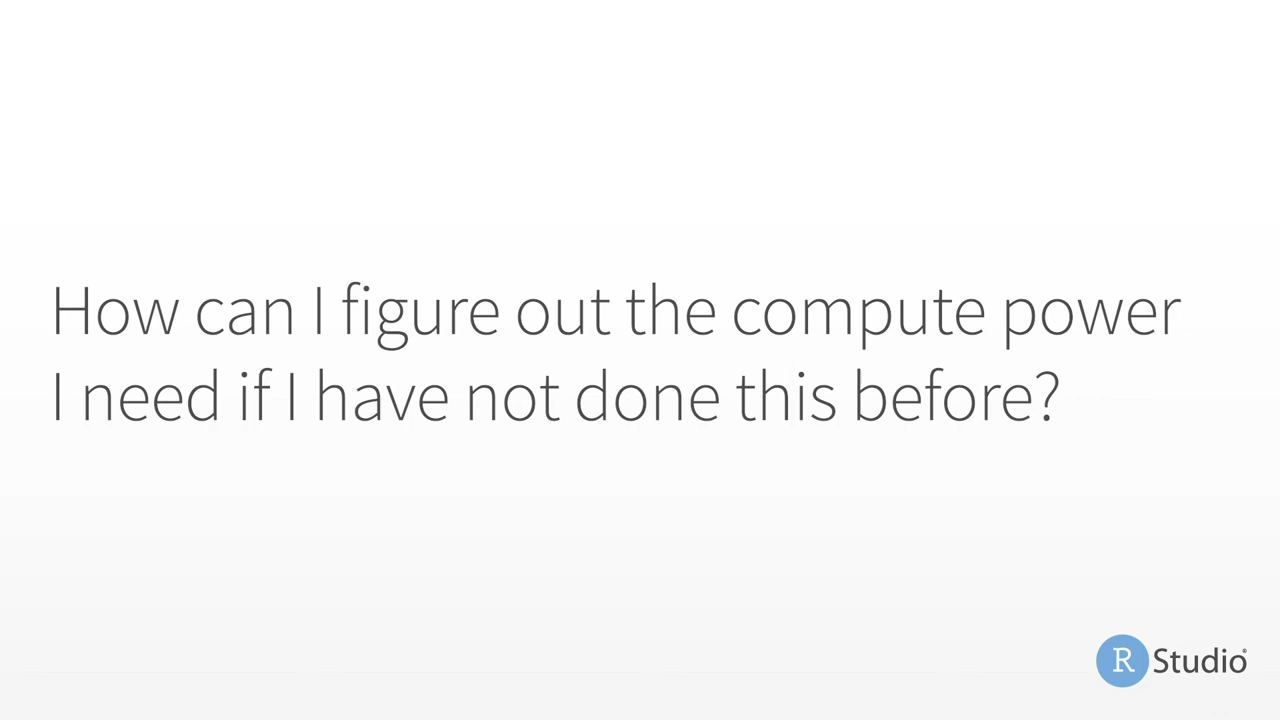 How can I figure out the compute power
I need if I have not done this before?
R Studio®